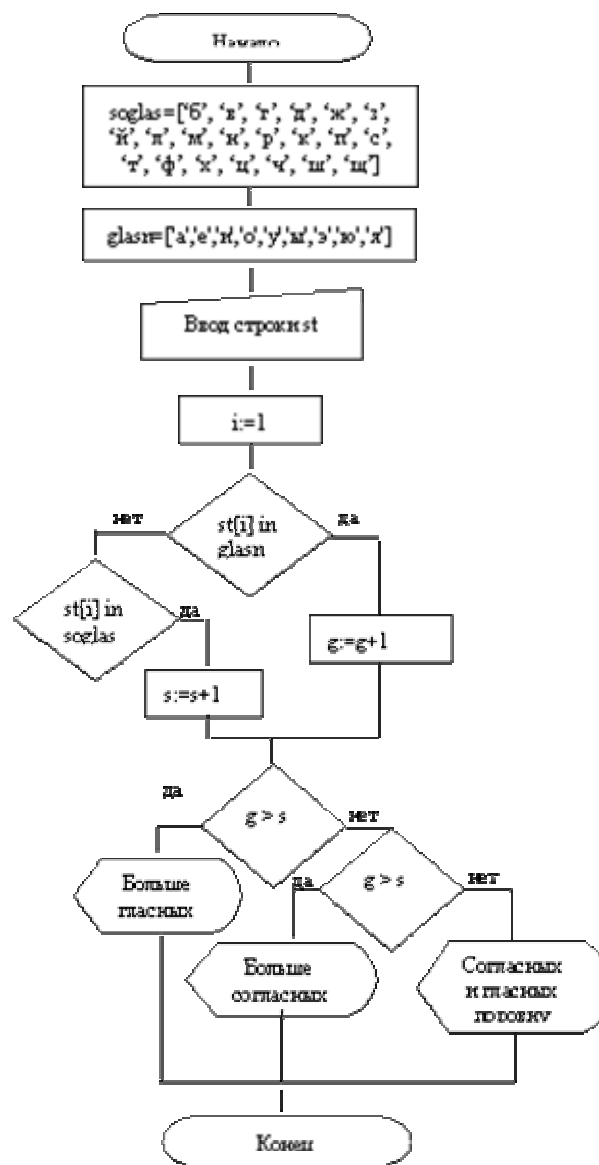 Начало
soglas=['б', 'в', 'г', 'д', 'ж', 'з',
'й', 'л', 'м', 'н', 'р', 'к', 'п', 'с',
'т', 'ф', 'х', 'ц', 'ч', 'ш', 'щ']
glasn=['а','е','и','о','у','ы','э','ю','я']
Ввод строки st
i:=1
нет
st[i] in
glasn
да
st[i] in
soglas
да
g:=g+1
s:=s+1
да
g > s
нет
Больше
гласных
да
g > s
нет
Больше
согласных
Согласных
и гласных
поровну
Конец